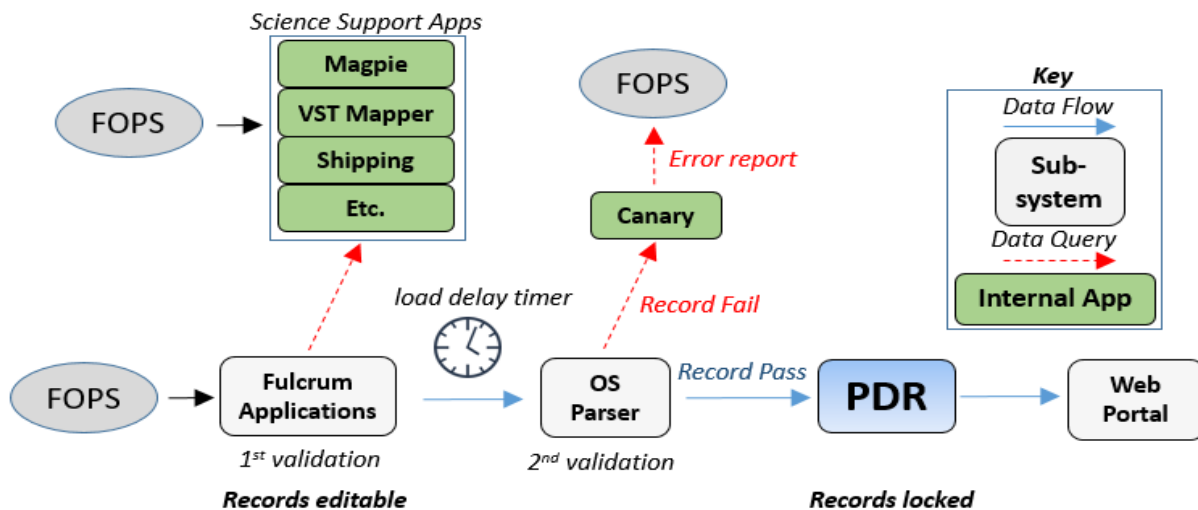 Science Support Apps
Magpie
VST Mapper
Shipping
Etc.
FOPS
FOPS
Error report
Canary
Record Fail
Key
Data Flow
Sub-
system
Data Query
Internal App
load delay timer
FOPS
Fulcrum
Applications
1st validation
OS
Parser
2nd validation
Record Pass
PDR
Web
Portal
Records editable
Records locked